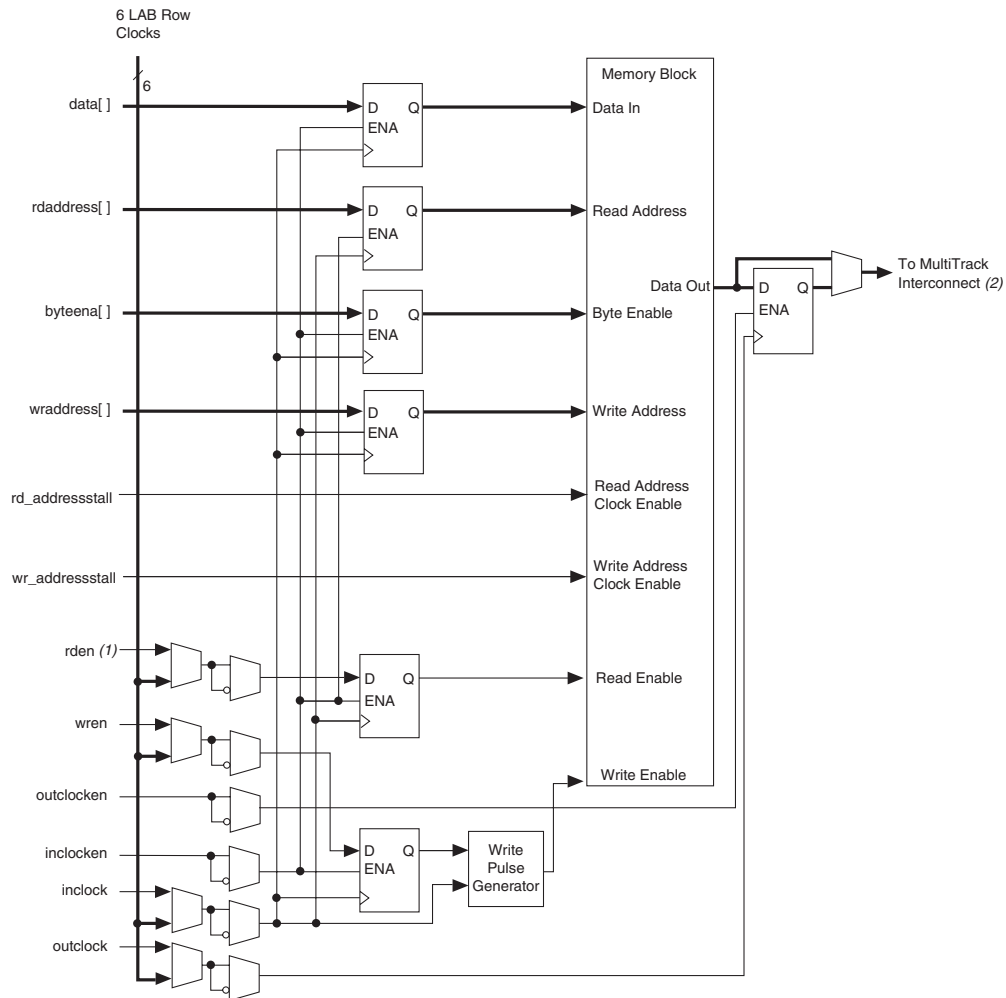 6 LAB Row
Clocks
6
Memory Block
data[ ]
D Q
ENA
Data In
rdaddress[ ]
D Q
ENA
Read Address
Data Out
D Q
ENA
To MultiTrack
Interconnect (2)
byteena[ ]
D Q
ENA
Byte Enable
wraddress[ ]
D Q
ENA
Write Address
rd_addressstall
Read Address
Clock Enable
wr_addressstall
Write Address
Clock Enable
rden (1)
D Q
ENA
Read Enable
wren
Write Enable
outclocken
inclocken
D Q
ENA
Write
Pulse
Generator
inclock
outclock